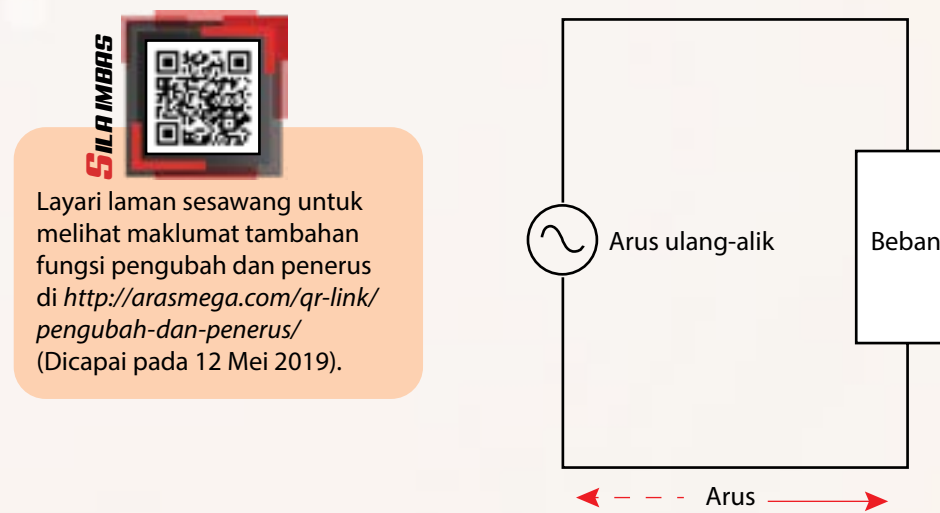 SILA IMBAS
Layari laman sesawang untuk
melihat maklumat tambahan
fungsi pengubah dan penerus
di http://arasmega.com/qr-link/
pengubah-dan-penerus/
(Dicapai pada 12 Mei 2019).
Arus ulang-alik
Beban
Arus